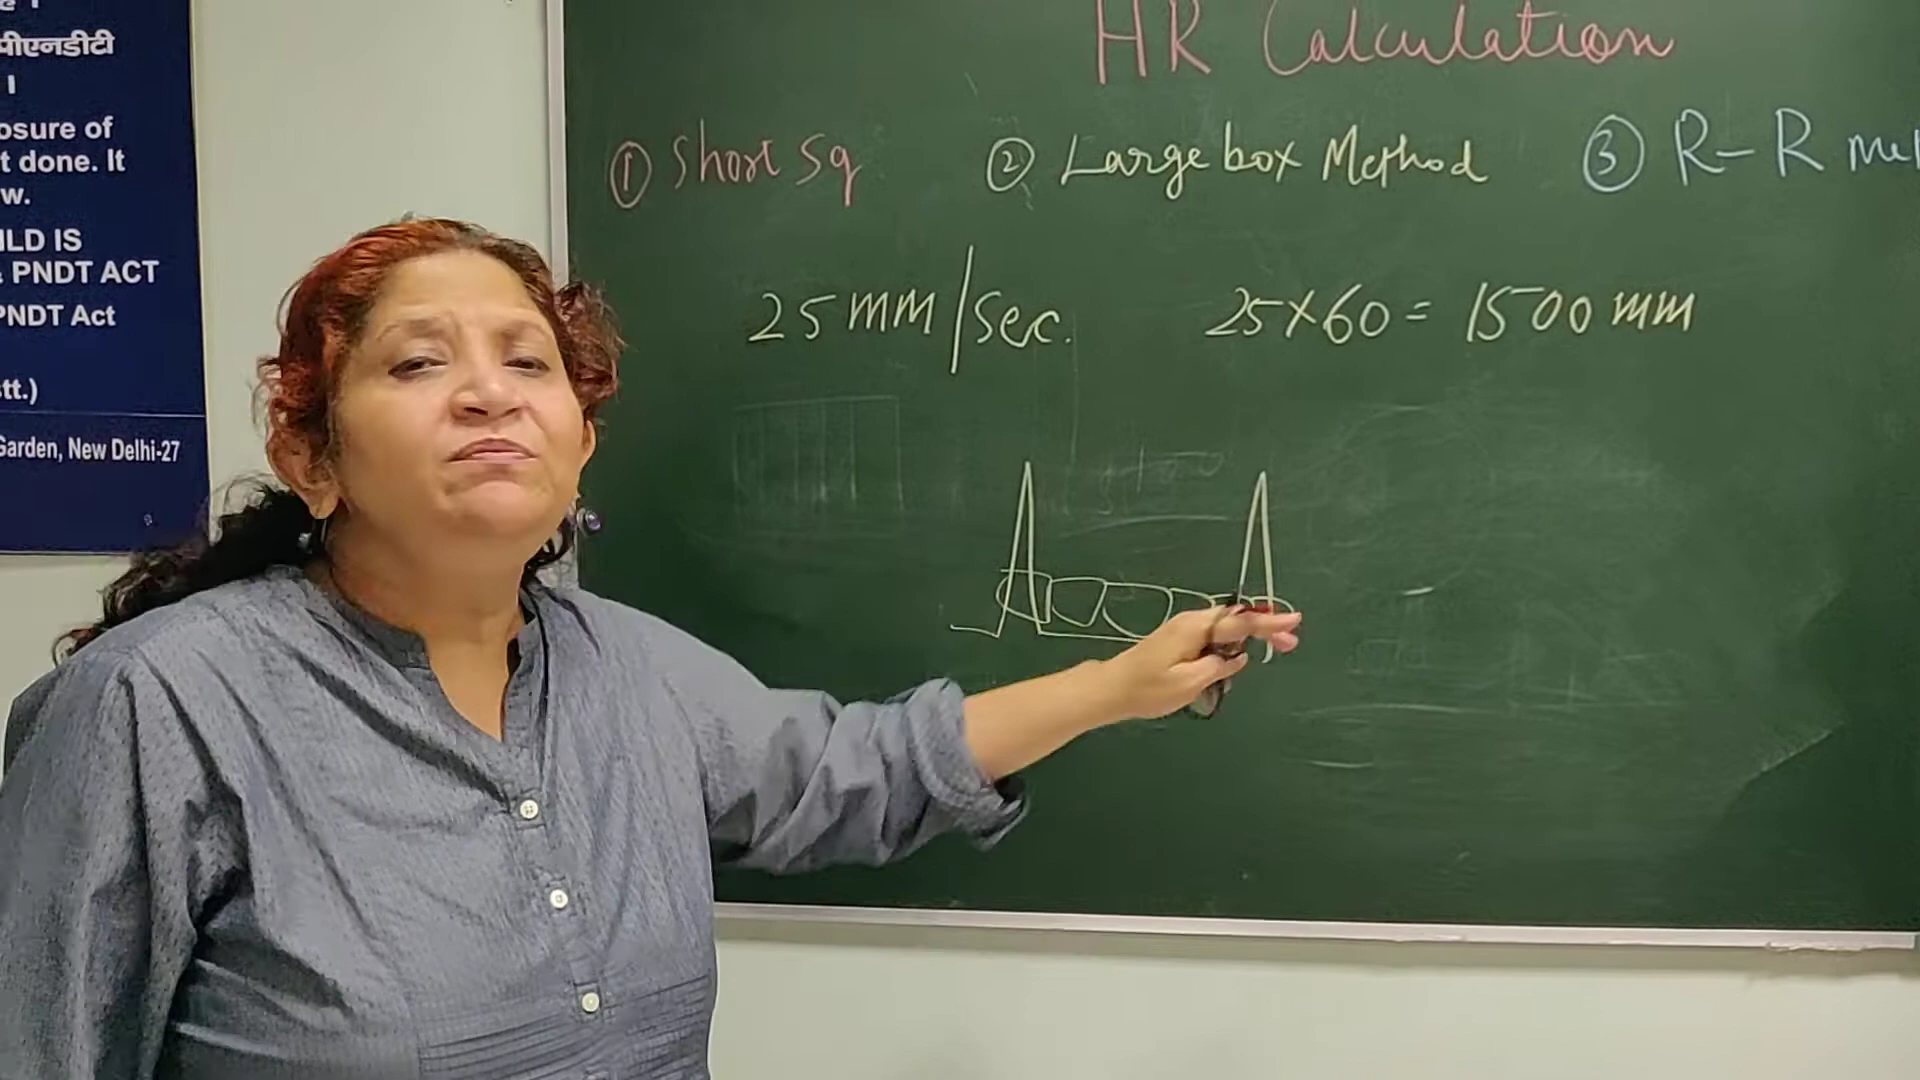 पीएनडीटी
।
osure of
t done. It
w.
ILD IS
& PNDT ACT
PNDT Act
tt.)
Garden, New Delhi-27
HR Calculation
① Short Sq ② Large box Method ③ R-R met
25mm/sec. 25×60= 1500 mm